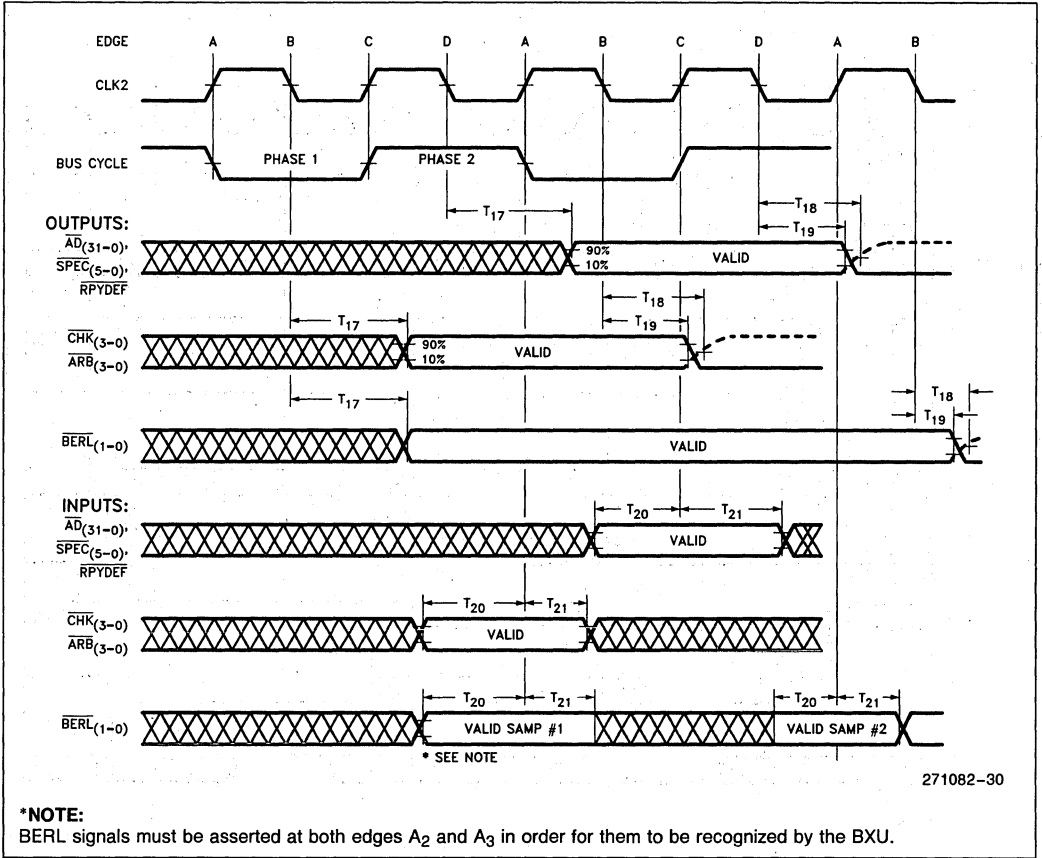 EDGE A B C D A B C D A B
CLK2
BUS CYCLE PHASE 1 PHASE 2
T17 T18
OUTPUTS: T19
AD(31-0), 90% VALID
SPEC(5-0), 10%
RPYDEF
T18
T17 T19
CHK(3-0) 90% VALID
ARB(3-0) 10%
T17 T18
T19
BERL(1-0) VALID
INPUTS:
T20 T21
AD(31-0), VALID
SPEC(5-0),
RPYDEF
T20 T21
CHK(3-0) VALID
ARB(3-0)
T20 T21 T20 T21
BERL(1-0) VALID SAMP #1 VALID SAMP #2
* SEE NOTE
271082-30
*NOTE:
BERL signals must be asserted at both edges A2 and A3 in order for them to be recognized by the BXU.